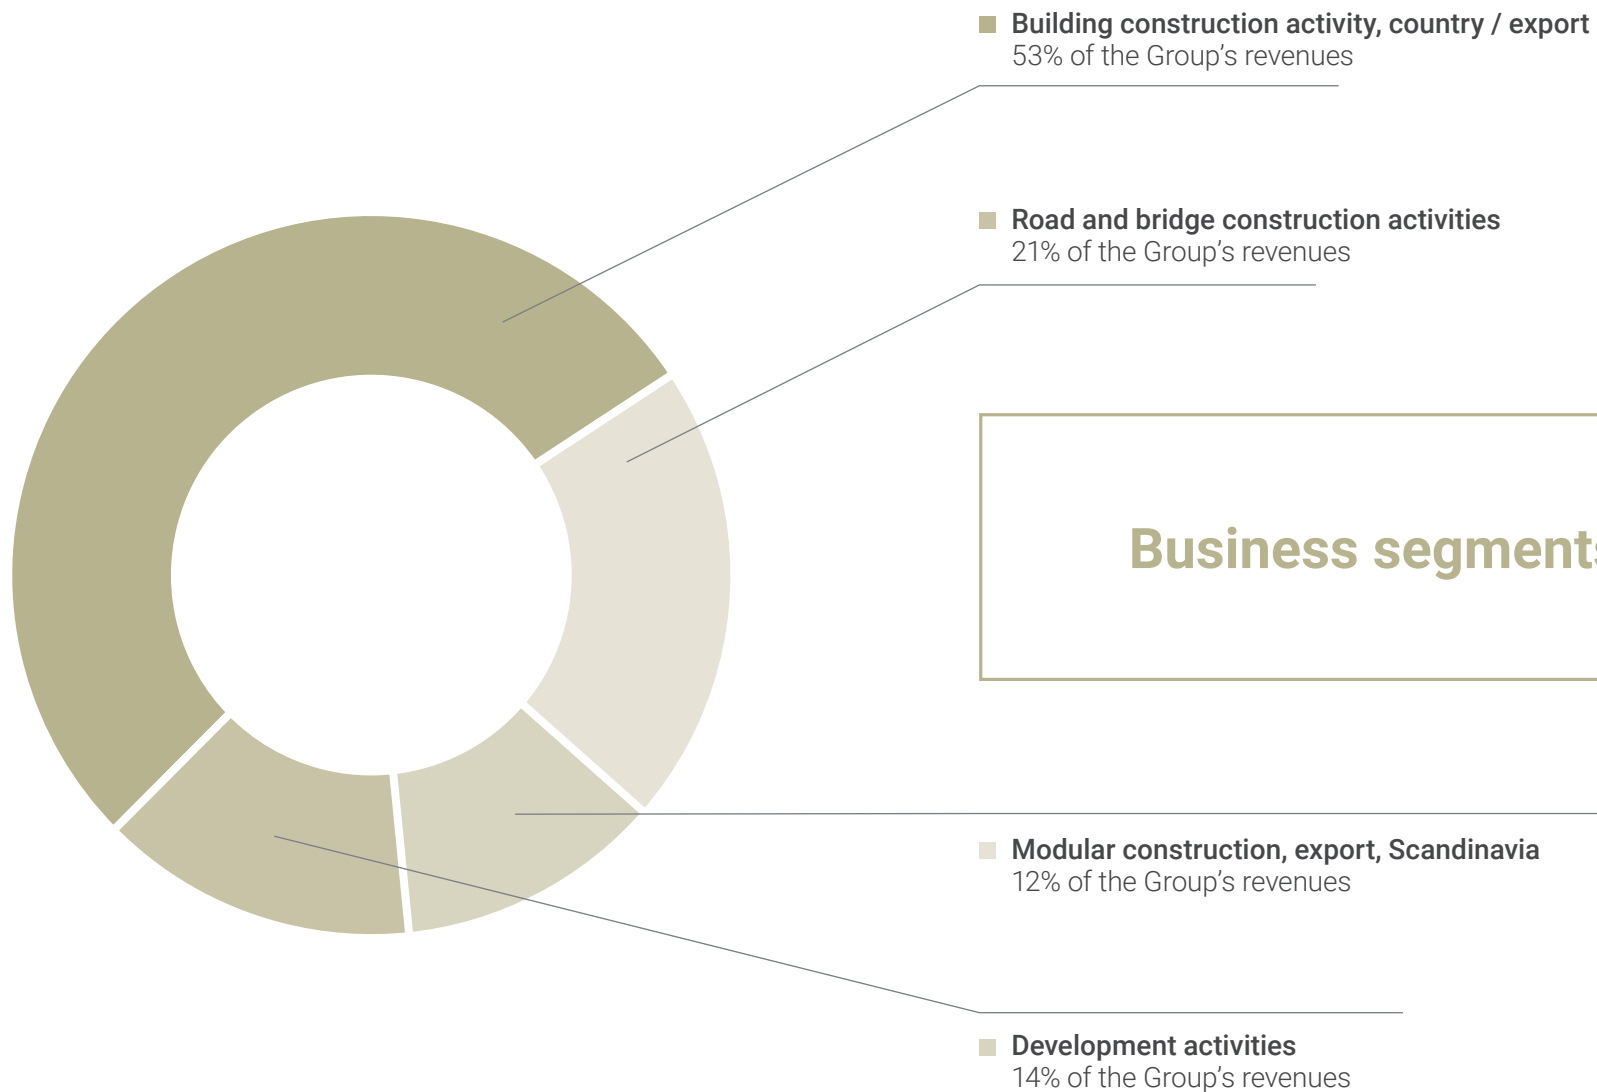 Building construction activity, country / export
53% of the Group’s revenues
Road and bridge construction activities
21% of the Group’s revenues
Business segments
Modular construction, export, Scandinavia
12% of the Group’s revenues
Development activities
14% of the Group’s revenues